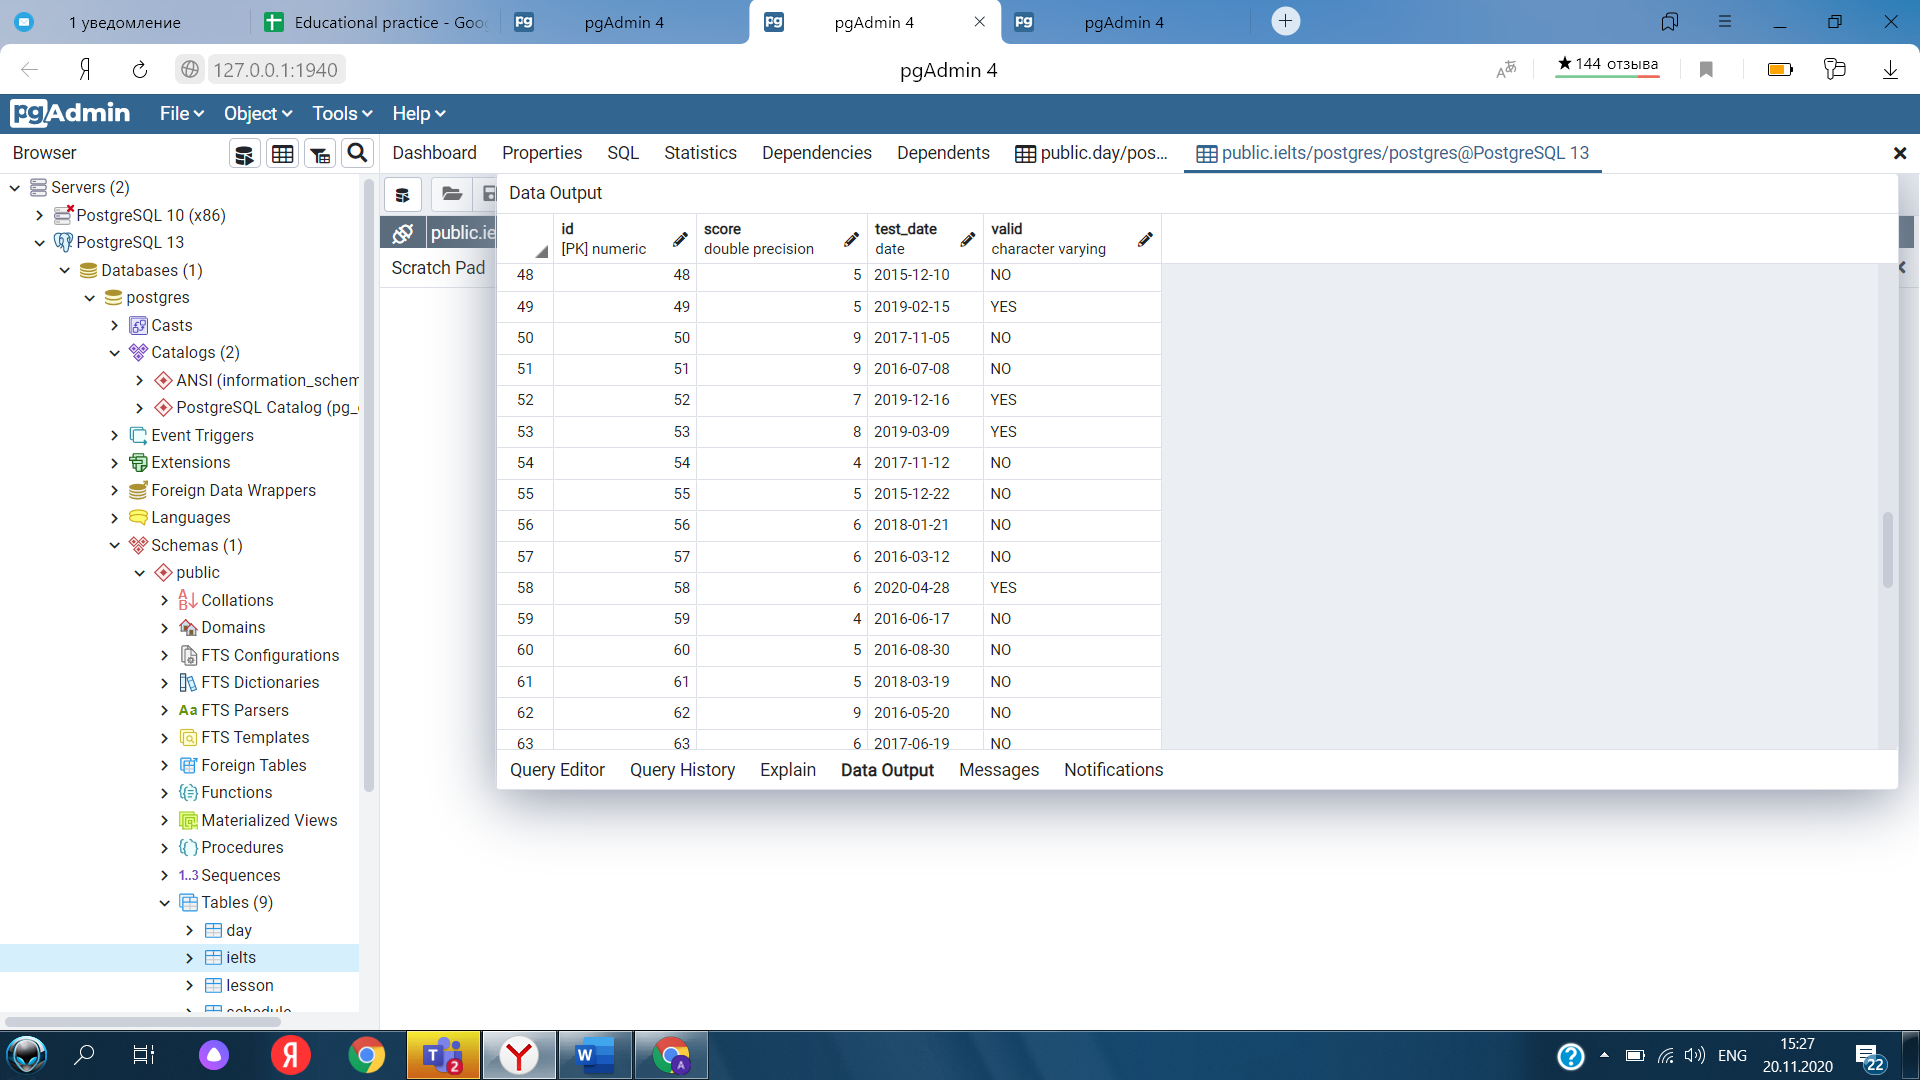 1 уведомление
Educational practice - Goo
pgAdmin 4
pgAdmin 4
pgAdmin 4
127.0.0.1:1940
pgAdmin 4
★144 отзыва
pgAdmin
File
Object
Tools
Help
Browser
Dashboard
Properties
SQL
Statistics
Dependencies
Dependents
public.day/pos...
public.ielts/postgres/postgres@PostgreSQL 13
Servers (2)
PostgreSQL 10 (x86)
PostgreSQL 13
Databases (1)
postgres
Casts
Catalogs (2)
ANSI (information_schem
PostgreSQL Catalog (pg_
Event Triggers
Extensions
Foreign Data Wrappers
Languages
Schemas (1)
public
Collations
Domains
FTS Configurations
FTS Dictionaries
FTS Parsers
FTS Templates
Foreign Tables
Functions
Materialized Views
Procedures
1..3 Sequences
Tables (9)
day
ielts
lesson
schedule
public.ie
Scratch Pad
Data Output
id score test_date valid
[PK] numeric double precision date character varying
48 48 5 2015-12-10 NO
49 49 5 2019-02-15 YES
50 50 9 2017-11-05 NO
51 51 9 2016-07-08 NO
52 52 7 2019-12-16 YES
53 53 8 2019-03-09 YES
54 54 4 2017-11-12 NO
55 55 5 2015-12-22 NO
56 56 6 2018-01-21 NO
57 57 6 2016-03-12 NO
58 58 6 2020-04-28 YES
59 59 4 2016-06-17 NO
60 60 5 2016-08-30 NO
61 61 5 2018-03-19 NO
62 62 9 2016-05-20 NO
63 63 6 2017-06-19 NO
Query Editor
Query History
Explain
Data Output
Messages
Notifications
ENG
15:27
20.11.2020
22